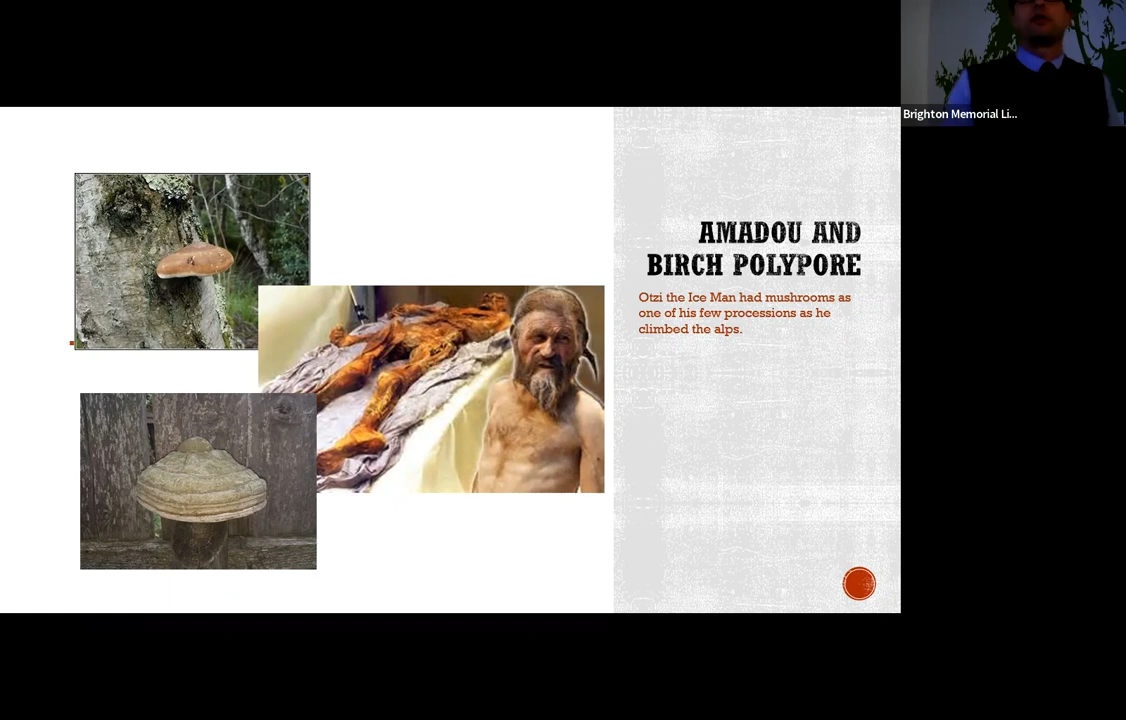 Brighton Memorial Li...
AMADOU AND
BIRCH POLYPORE
Otzi the Ice Man had mushrooms as
one of his few processions as he
climbed the alps.